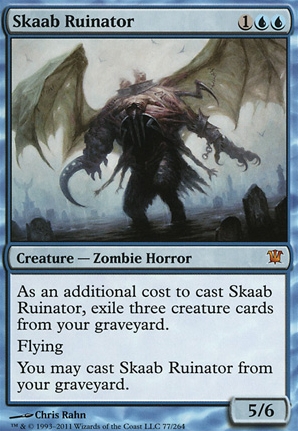 Skaab Ruinator 1
Creature — Zombie Horror
As an additional cost to cast Skaab
Ruinator, exile three creature cards
from your graveyard.
Flying
You may cast Skaab Ruinator from
your graveyard.
Chris Rahn
™ & © 1993–2011 Wizards of the Coast LLC 77/264
5/6